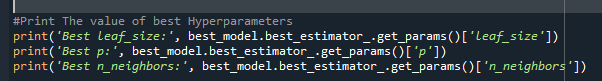 #Print The value of best Hyperparameters
print('Best leaf_size:', best_model.best_estimator_.get_params()['leaf_size'])
print('Best p:', best_model.best_estimator_.get_params()['p'])
print('Best n_neighbors:', best_model.best_estimator_.get_params()['n_neighbors'])